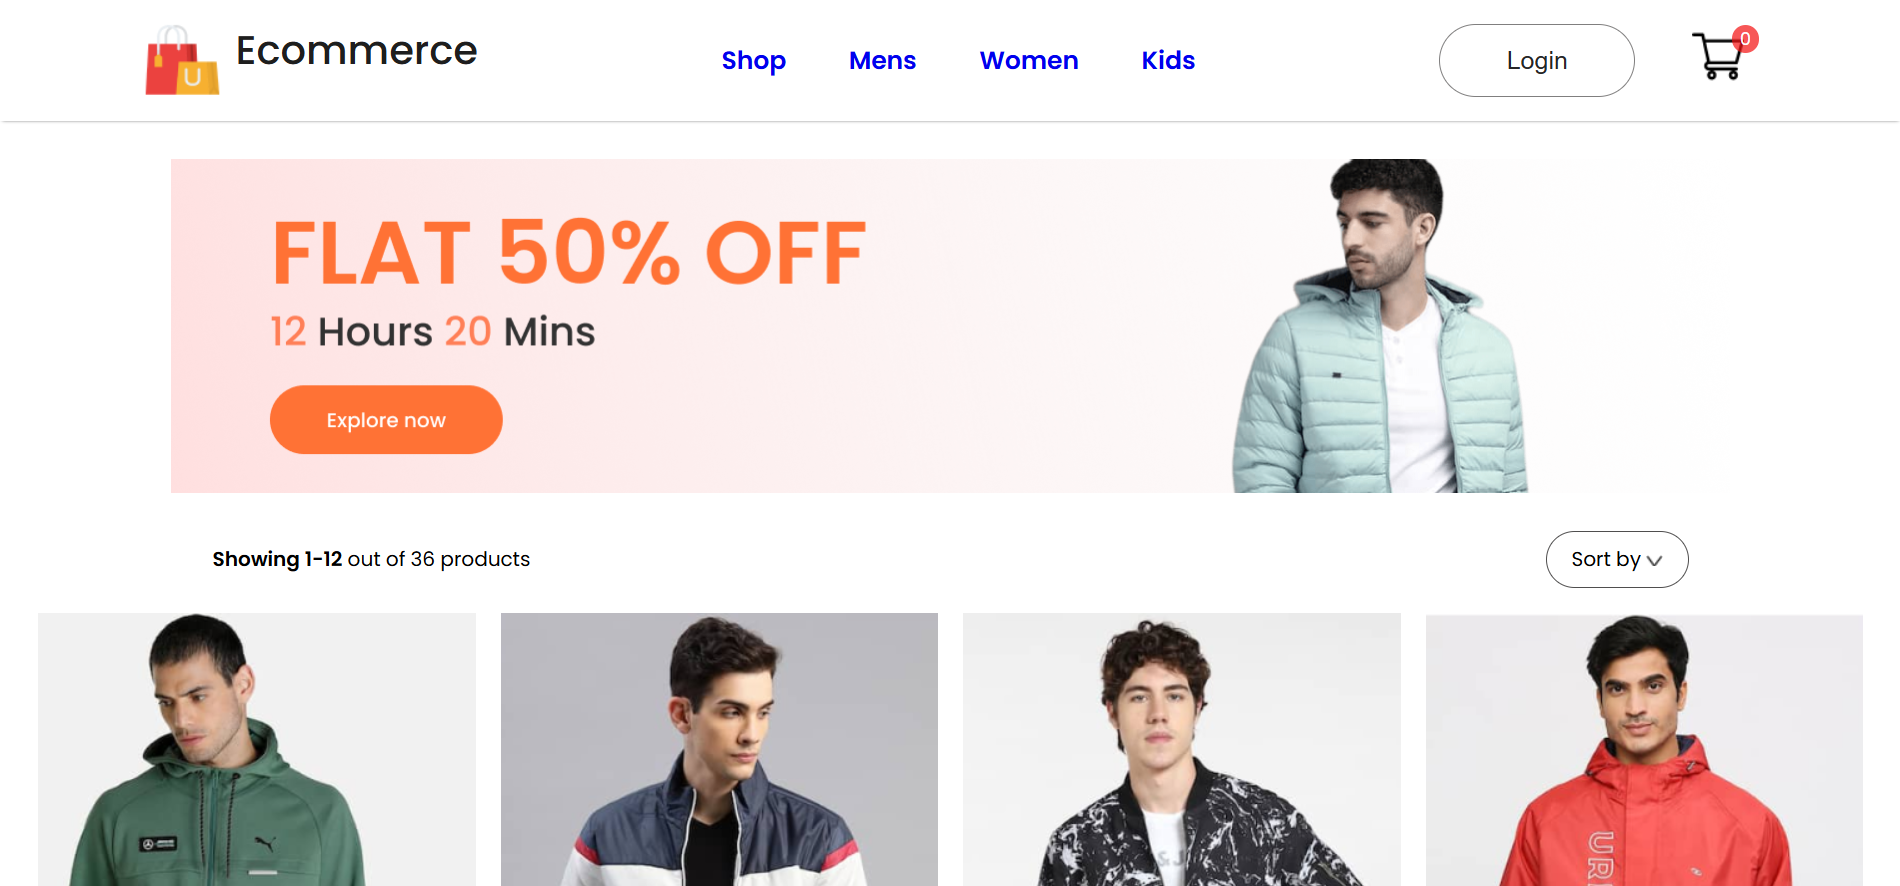 Ecommerce
U
Shop Mens Women Kids
Login
0
FLAT 50% OFF
12 Hours 20 Mins
Explore now
Showing 1-12 out of 36 products
Sort by